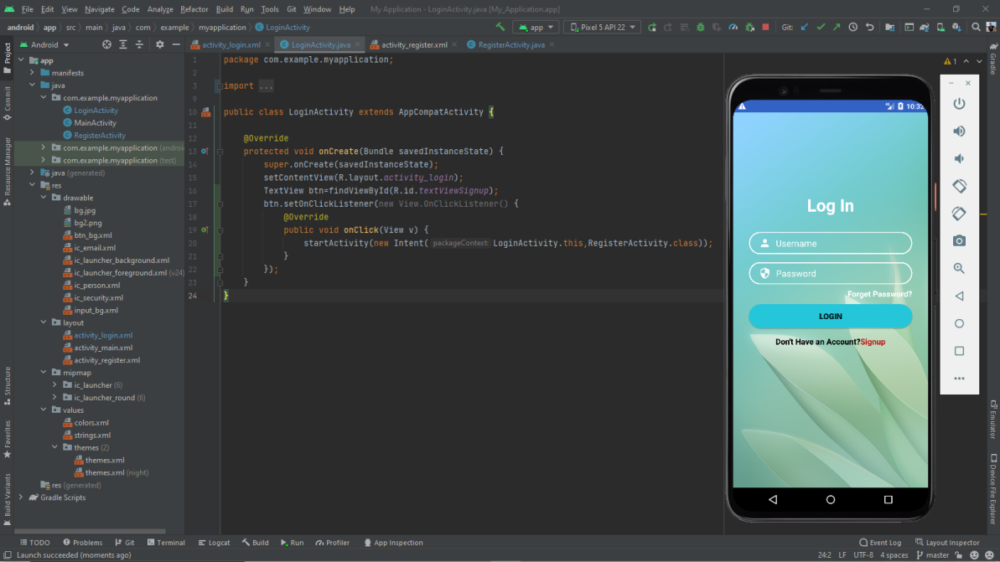 File Edit View Navigate Code Analyze Refactor Build Run Tools Git Window Help My Application - LoginActivity.java [My_Application.app]
android app src main java com example myapplication LoginActivity app Pixel 5 API 22 Git:
Android activity_login.xml LoginActivity.java activity_register.xml RegisterActivity.java
Project
Commit
Resource Manager
Structure
Favorites
Build Variants
app
manifests
java
com.example.myapplication
LoginActivity
MainActivity
RegisterActivity
com.example.myapplication
com.example.myapplication (test)
java (generated)
res
drawable
bg.jpg
bg2.png
btn_bg.xml
ic_email.xml
ic_launcher_background.xml
ic_launcher_foreground.xml (v24)
ic_person.xml
ic_security.xml
input_bg.xml
layout
activity_login.xml
activity_main.xml
activity_register.xml
mipmap
ic_launcher (6)
ic_launcher_round (6)
values
colors.xml
strings.xml
themes (2)
themes.xml
themes.xml (night)
res (generated)
Gradle Scripts
1 package com.example.myapplication;
2
3 import ...
9
10 public class LoginActivity extends AppCompatActivity {
11
12 @Override
13 protected void onCreate(Bundle savedInstanceState) {
14 super.onCreate(savedInstanceState);
15 setContentView(R.layout.activity_login);
16 TextView btn=findViewById(R.id.textViewSignup);
17 btn.setOnClickListener(new View.OnClickListener() {
18 @Override
19 public void onClick(View v) {
20 startActivity(new Intent( packageContext: LoginActivity.this,RegisterActivity.class));
21 }
22 });
23 }
24 }
1
10:32
Log In
Username
Password
Forget Password?
LOGIN
Don't Have an Account?Signup
Gradle
Emulator
Device File Explorer
TODO Problems Git Terminal Logcat Build Run Profiler App Inspection Event Log Layout Inspector
Launch succeeded (moments ago) 24:2 LF UTF-8 4 spaces master